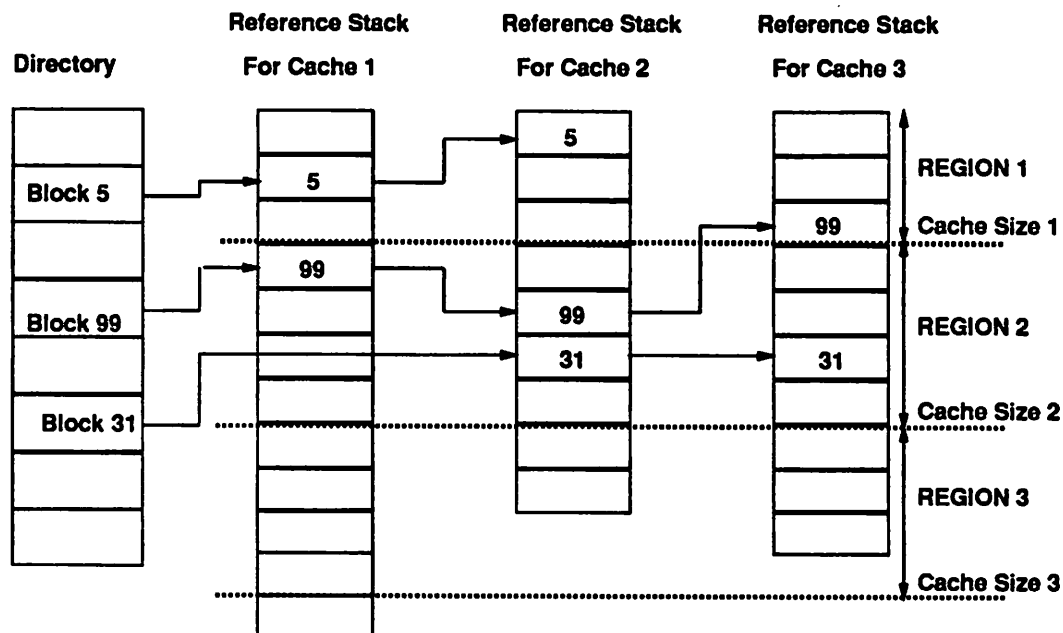 Reference Stack
For Cache 1
Reference Stack
For Cache 2
Reference Stack
For Cache 3
Directory
Block 5
Block 99
Block 31
5
99
5
99
31
99
31
REGION 1
Cache Size 1
REGION 2
Cache Size 2
REGION 3
Cache Size 3